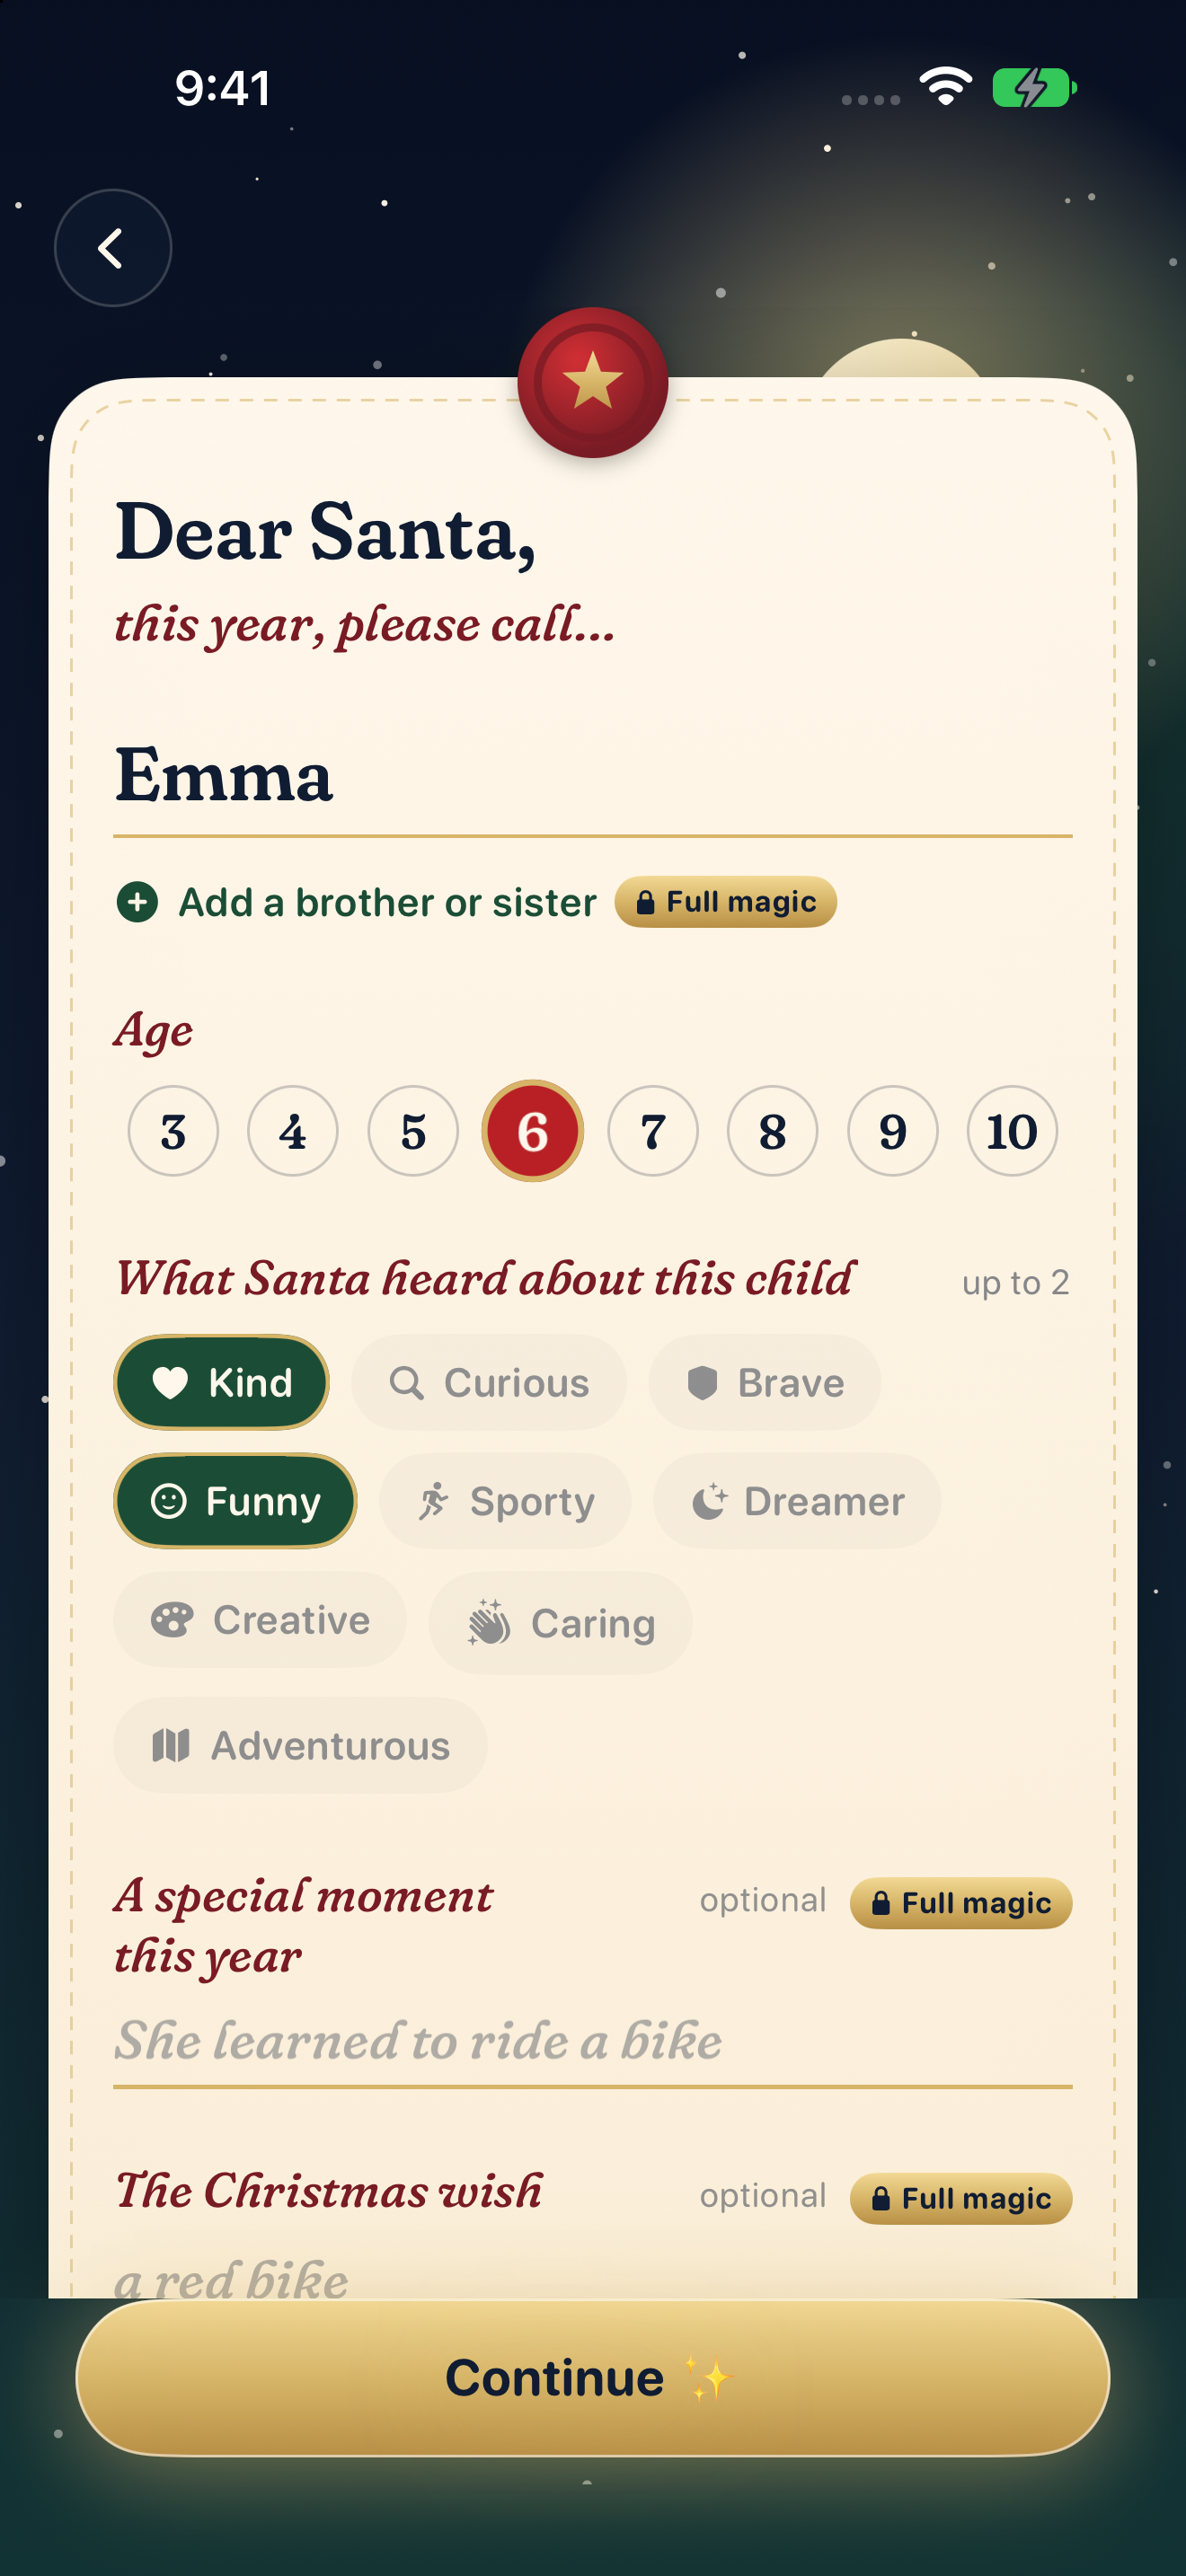 9:41
Dear Santa,
this year, please call...
Emma
Add a brother or sister Full magic
Age
3 4 5 6 7 8 9 10
What Santa heard about this child up to 2
Kind Curious Brave
Funny Sporty Dreamer
Creative Caring
Adventurous
A special moment optional Full magic
this year
She learned to ride a bike
The Christmas wish optional Full magic
a red bike
Continue ✨